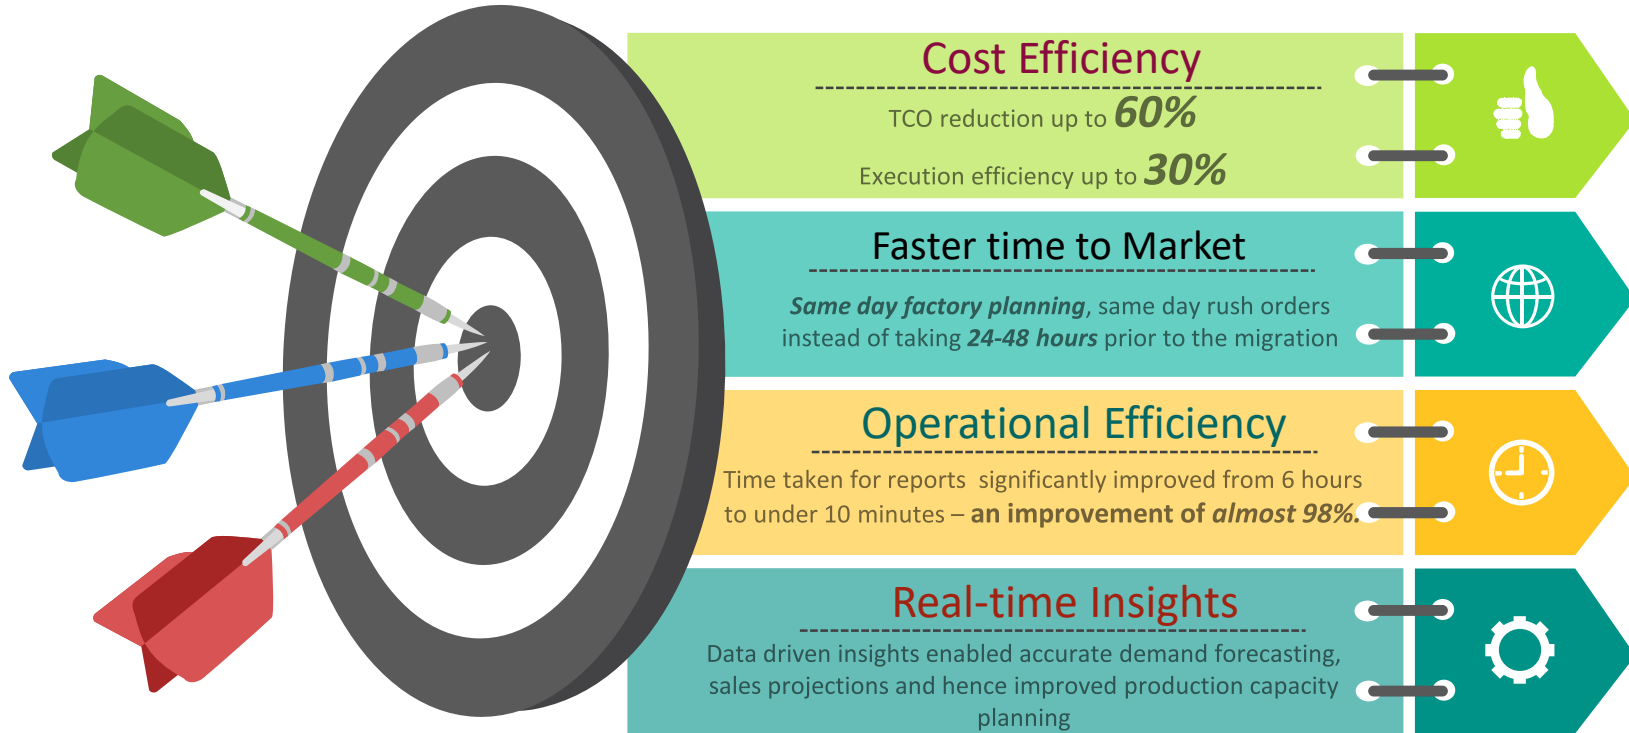 Cost Efficiency
TCO reduction up to 60%
Execution efficiency up to 30%
Faster time to Market
Same day factory planning, same day rush orders
instead of taking 24-48 hours prior to the migration
Operational Efficiency
Time taken for reports  significantly improved from 6 hours
to under 10 minutes – an improvement of almost 98%.
Real-time Insights
Data driven insights enabled accurate demand forecasting,
sales projections and hence improved production capacity
planning